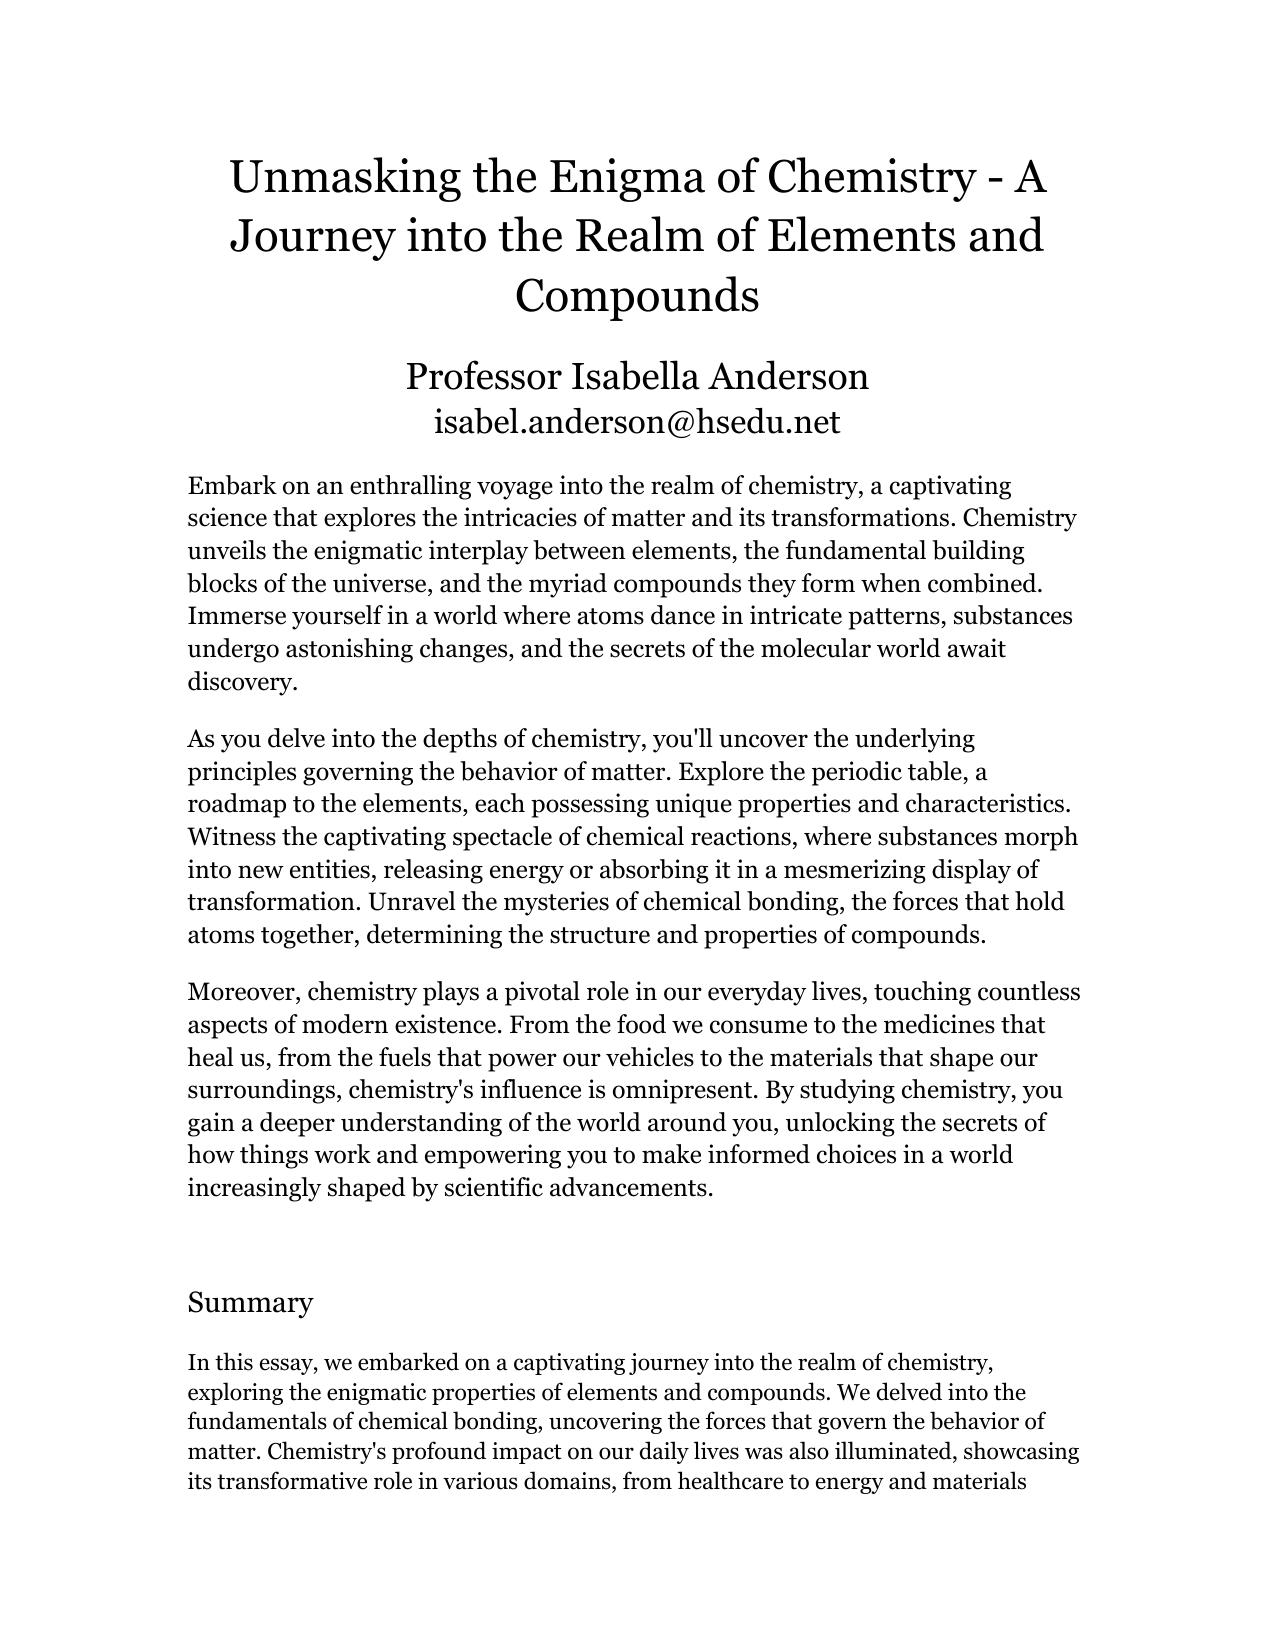 Unmasking the Enigma of Chemistry - A
Journey into the Realm of Elements and
Compounds
Professor Isabella Anderson
isabel.anderson@hsedu.net
Embark on an enthralling voyage into the realm of chemistry, a captivating
science that explores the intricacies of matter and its transformations. Chemistry
unveils the enigmatic interplay between elements, the fundamental building
blocks of the universe, and the myriad compounds they form when combined.
Immerse yourself in a world where atoms dance in intricate patterns, substances
undergo astonishing changes, and the secrets of the molecular world await
discovery.
As you delve into the depths of chemistry, you'll uncover the underlying
principles governing the behavior of matter. Explore the periodic table, a
roadmap to the elements, each possessing unique properties and characteristics.
Witness the captivating spectacle of chemical reactions, where substances morph
into new entities, releasing energy or absorbing it in a mesmerizing display of
transformation. Unravel the mysteries of chemical bonding, the forces that hold
atoms together, determining the structure and properties of compounds.
Moreover, chemistry plays a pivotal role in our everyday lives, touching countless
aspects of modern existence. From the food we consume to the medicines that
heal us, from the fuels that power our vehicles to the materials that shape our
surroundings, chemistry's influence is omnipresent. By studying chemistry, you
gain a deeper understanding of the world around you, unlocking the secrets of
how things work and empowering you to make informed choices in a world
increasingly shaped by scientific advancements.
Summary
In this essay, we embarked on a captivating journey into the realm of chemistry,
exploring the enigmatic properties of elements and compounds. We delved into the
fundamentals of chemical bonding, uncovering the forces that govern the behavior of
matter. Chemistry's profound impact on our daily lives was also illuminated, showcasing
its transformative role in various domains, from healthcare to energy and materials